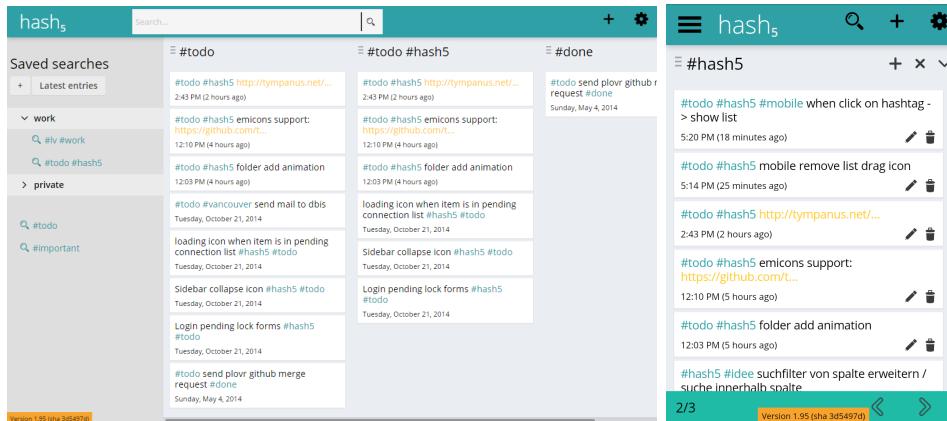 hash5
Search...
Saved searches
+ Latest entries
work
#lv #work
#todo #hash5
private
#todo
#important
Version 1.95 (sha 3d5497d)
#todo
#todo #hash5 http://tympanus.net/...
2:43 PM (2 hours ago)
#todo #hash5 emicons support:
https://github.com/t...
12:10 PM (4 hours ago)
#todo #hash5 folder add animation
12:03 PM (4 hours ago)
#todo #vancouver send mail to dbis
Tuesday, October 21, 2014
loading icon when item is in pending
connection list #hash5 #todo
Tuesday, October 21, 2014
Sidebar collapse icon #hash5 #todo
Tuesday, October 21, 2014
Login pending lock forms #hash5
#todo
Tuesday, October 21, 2014
#todo send plovr github merge
request #done
Sunday, May 4, 2014
#todo #hash5
#todo #hash5 http://tympanus.net/...
2:43 PM (2 hours ago)
#todo #hash5 emicons support:
https://github.com/t...
12:10 PM (4 hours ago)
#todo #hash5 folder add animation
12:03 PM (4 hours ago)
loading icon when item is in pending
connection list #hash5 #todo
Tuesday, October 21, 2014
Sidebar collapse icon #hash5 #todo
Tuesday, October 21, 2014
Login pending lock forms #hash5
#todo
Tuesday, October 21, 2014
#done
#todo send plovr github
request #done
Sunday, May 4, 2014
hash5
#hash5
#todo #hash5 #mobile when click on hashtag -
> show list
5:20 PM (18 minutes ago)
#todo #hash5 mobile remove list drag icon
5:14 PM (25 minutes ago)
#todo #hash5 http://tympanus.net/...
2:43 PM (2 hours ago)
#todo #hash5 emicons support:
https://github.com/t...
12:10 PM (5 hours ago)
#todo #hash5 folder add animation
12:03 PM (5 hours ago)
#hash5 #idee suchfilter von spalte erweitern /
suche innerhalb spalte
2/3
Version 1.95 (sha 3d5497d)